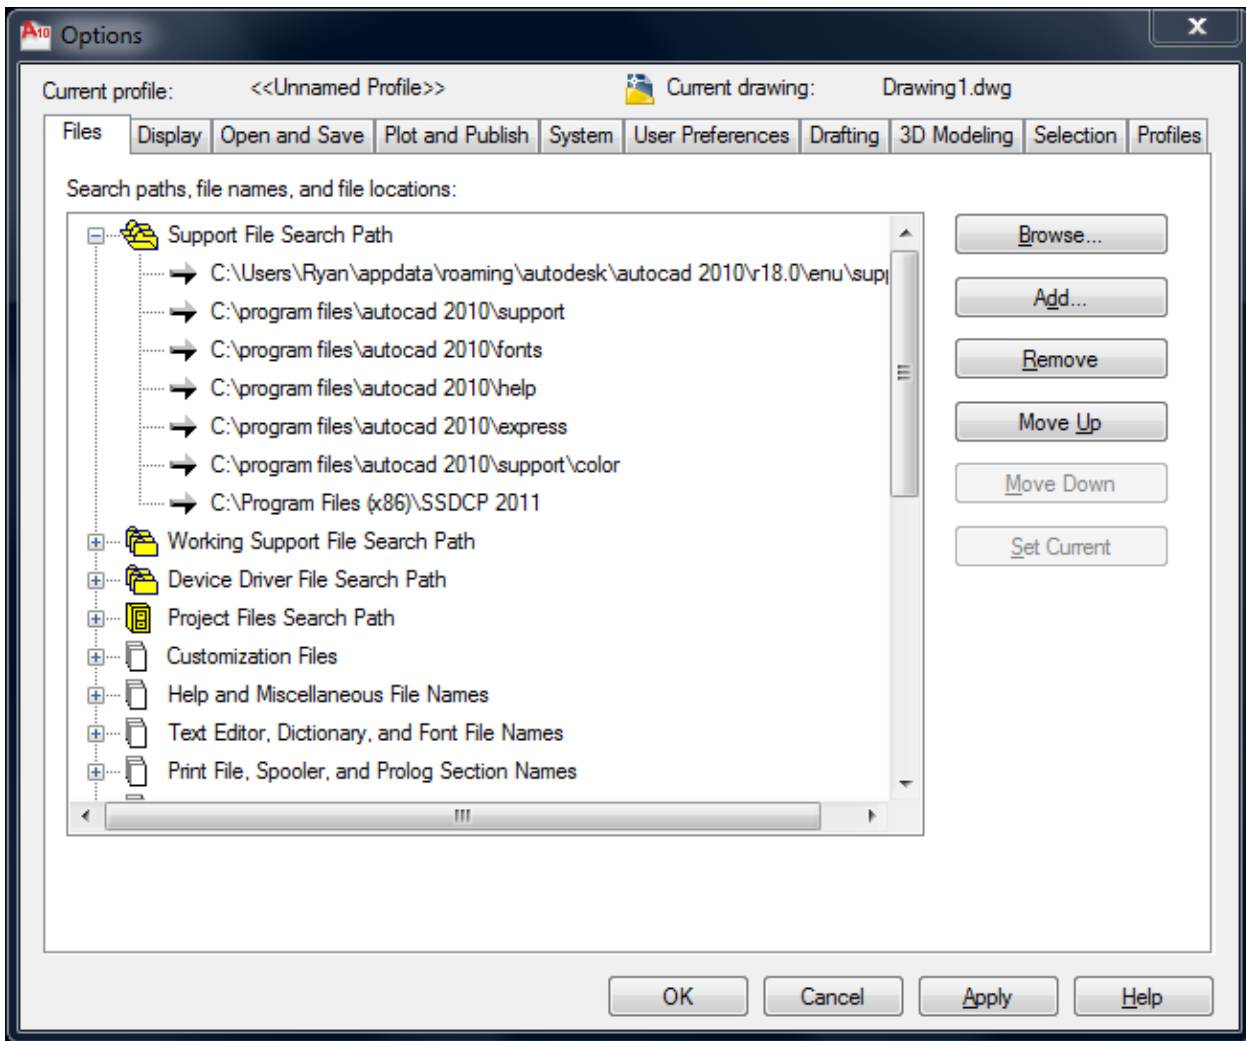 A10 Options X
Current profile: <<Unnamed Profile>> Current drawing: Drawing1.dwg
Files Display Open and Save Plot and Publish System User Preferences Drafting 3D Modeling Selection Profiles
Search paths, file names, and file locations:
Support File Search Path
Browse...
C:\Users\Ryan\appdata\roaming\autodesk\autocad 2010\r18.0\enu\supp
Add...
C:\program files\autocad 2010\support
C:\program files\autocad 2010\fonts
Remove
C:\program files\autocad 2010\help
C:\program files\autocad 2010\express
Move Up
C:\program files\autocad 2010\support\color
Move Down
C:\Program Files (x86)\SSDCP 2011
Working Support File Search Path
Set Current
Device Driver File Search Path
Project Files Search Path
Customization Files
Help and Miscellaneous File Names
Text Editor, Dictionary, and Font File Names
Print File, Spooler, and Prolog Section Names
OK Cancel Apply Help